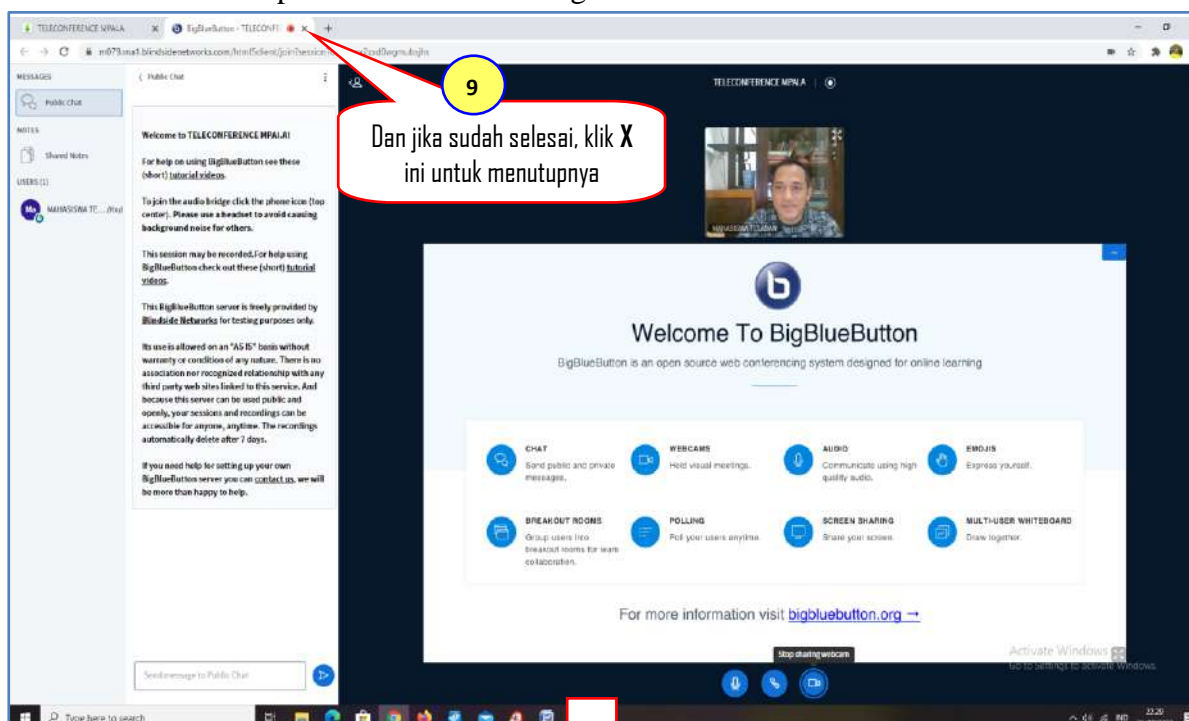 TELECONFERENCE MPALA
BigBlueButton - TELECONFE
MESSAGES
Public Chat
NOTES
Shared Notes
USERS (1)
Ma
MAHASISWA TE...
Public Chat
Welcome to TELECONFERENCE MPALA!
For help on using BigBlueButton see these
(short) tutorial videos.
To join the audio bridge click the phone icon (top
center). Please use a headset to avoid causing
background noise for others.
This session may be recorded.For help using
BigBlueButton check out these (short) tutorial
videos.
This BigBlueButton server is freely provided by
Blindside Networks for testing purposes only.
Its use is allowed on an "AS IS" basis without
warranty or condition of any nature. There is no
association nor recognized relationship with any
third party web sites linked to this service. And
because this server can be used public and
openly, your sessions and recordings can be
accessible for anyone, anytime. The recordings
automatically delete after 7 days.
If you need help for setting up your own
BigBlueButton server you can contact us, we will
be more than happy to help.
Send message to Public Chat
9
Dan jika sudah selesai, klik X
ini untuk menutupnya
TELECONFERENCE MPALA
MAHASISWA TELADAN
Welcome To BigBlueButton
BigBlueButton is an open source web conferencing system designed for online learning
CHAT
Send public and private
messages.
WEBCAMS
Hold visual meetings.
AUDIO
Communicate using high
quality audio.
EMOJIS
Express yourself.
BREAKOUT ROOMS
Group users into
breakout rooms for team
collaboration.
POLLING
Poll your users anytime.
SCREEN SHARING
Share your screen.
MULTI-USER WHITEBOARD
Draw together.
For more information visit bigbluebutton.org →
Stop sharing webcam
Activate Windows
Go to Settings to activate Windows.
Type here to search
22:29